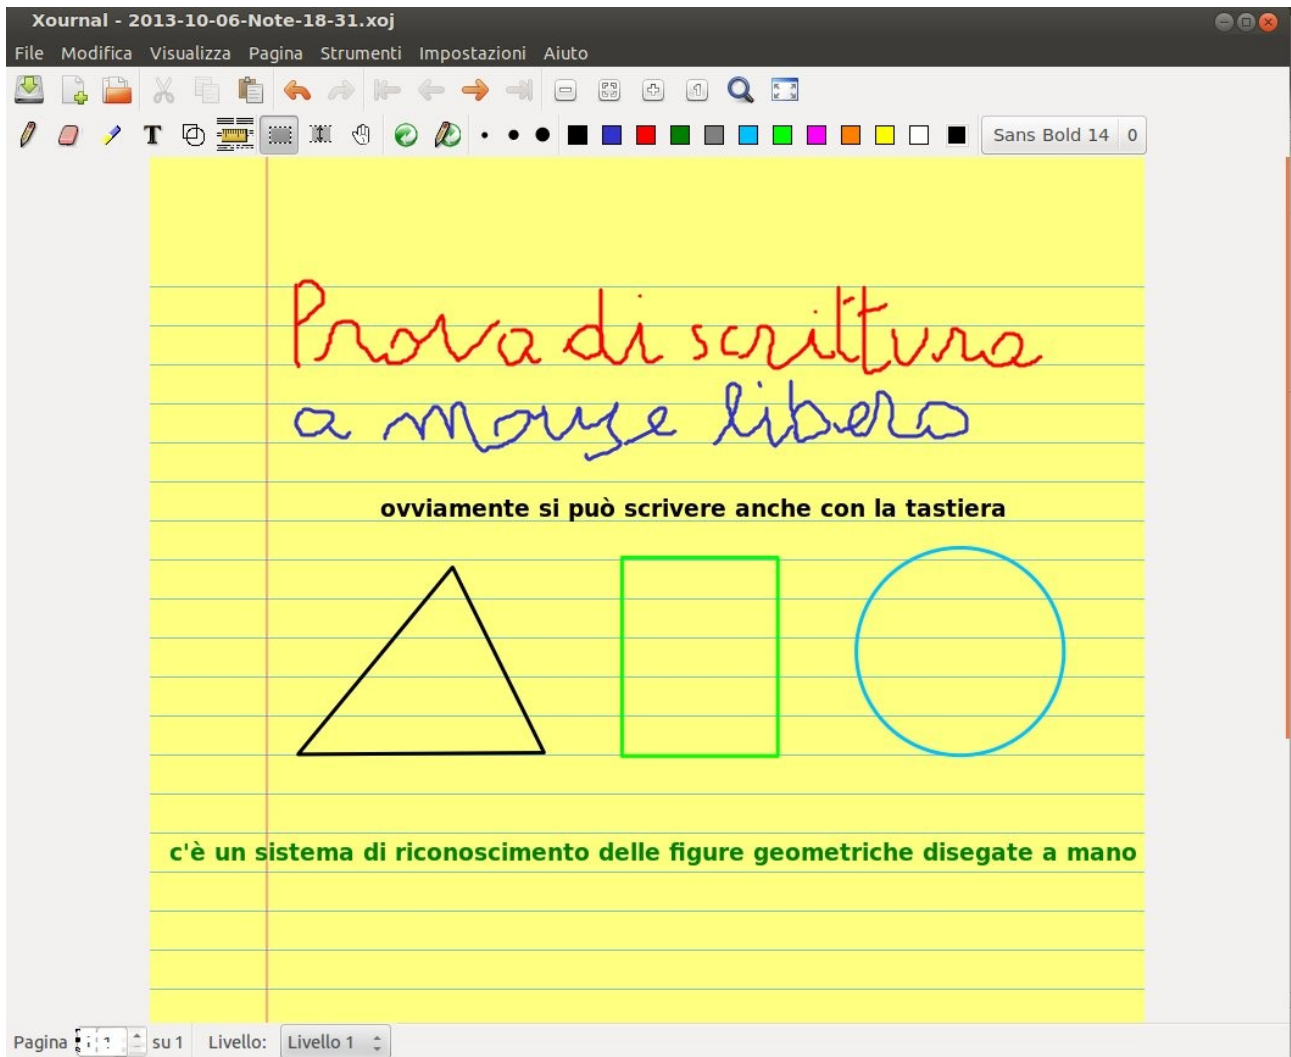 Xournal - 2013-10-06-Note-18-31.xoj
File Modifica Visualizza Pagina Strumenti Impostazioni Aiuto
T Sans Bold 14 0
Prova di scrittura
a mouse libero
ovviamente si può scrivere anche con la tastiera
c'è un sistema di riconoscimento delle figure geometriche disegate a mano
Pagina 1 su 1 Livello: Livello 1